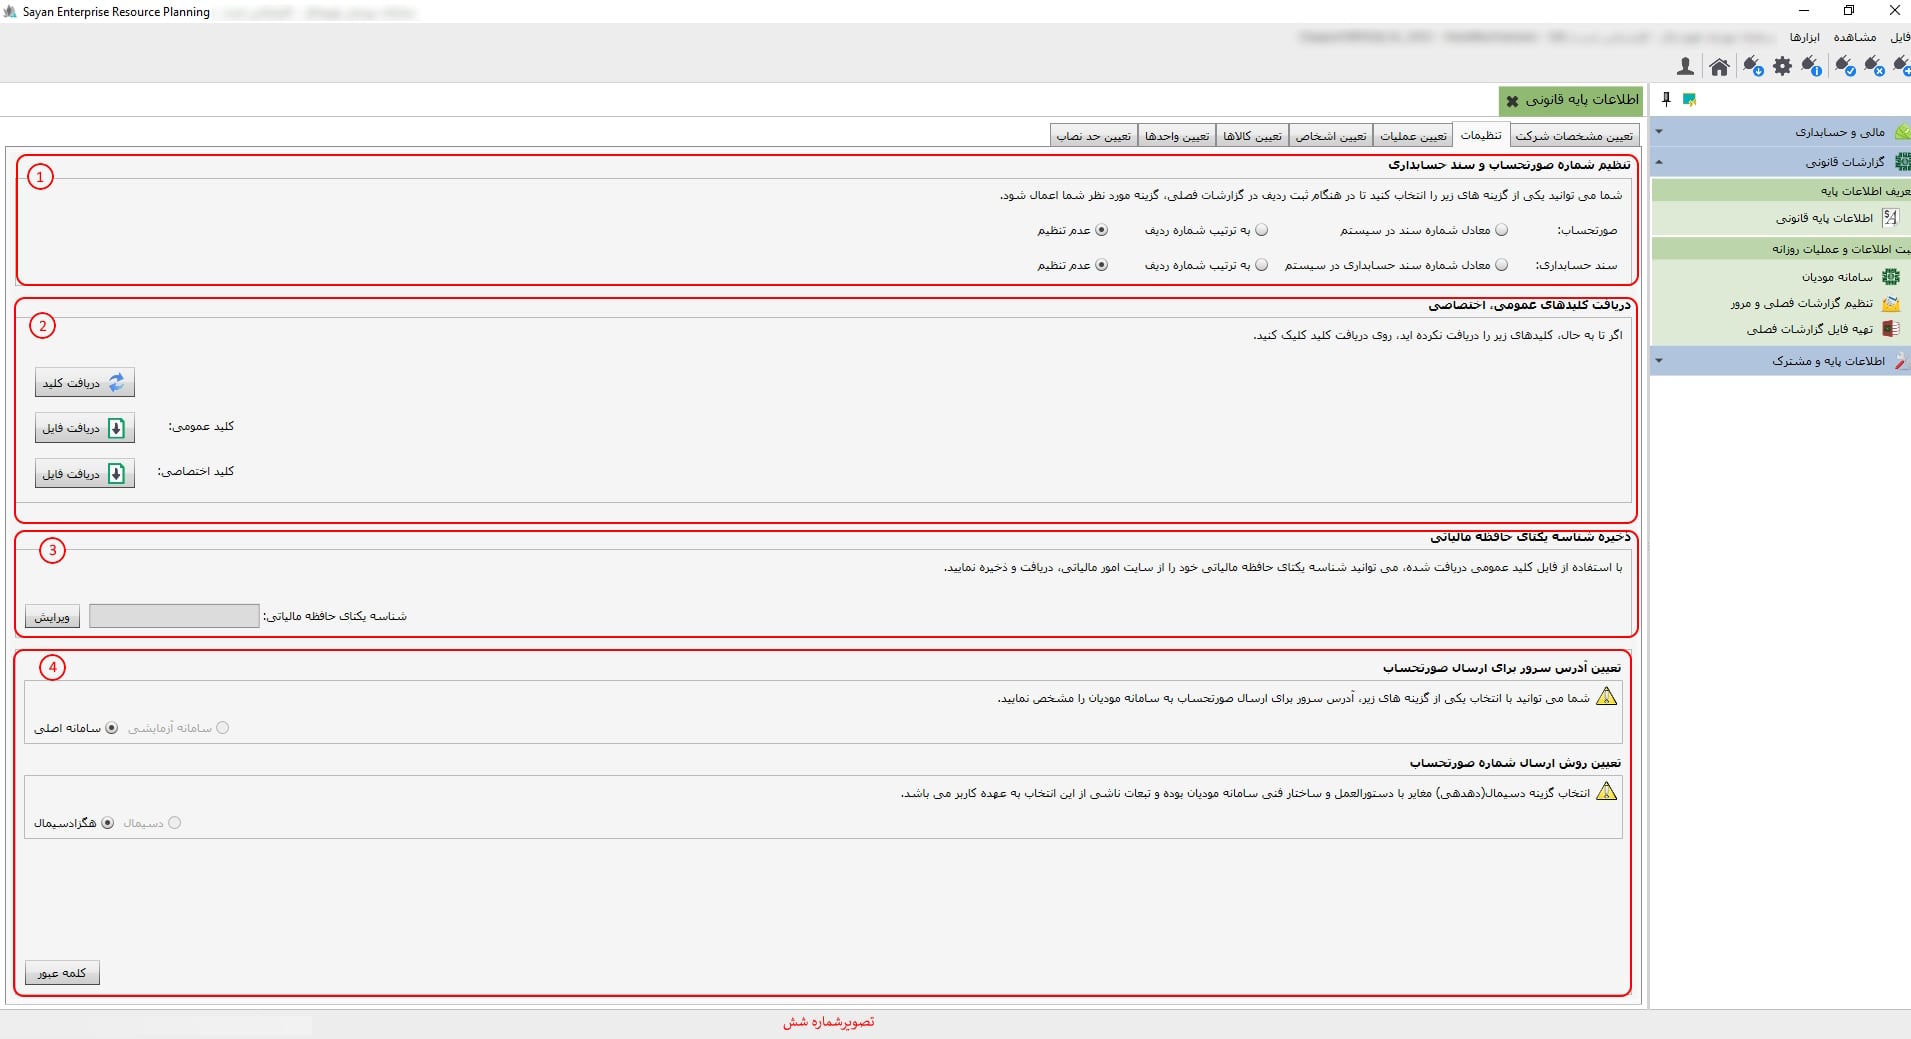 Sayan Enterprise Resource Planning
فایل مشاهده ابزارها
اطلاعات پایه قانونی
تعیین مشخصات شرکت تنظیمات تعیین عملیات تعیین اشخاص تعیین کالاها تعیین واحدها تعیین حد نصاب
مالی و حسابداری
گزارشات قانونی
عریف اطلاعات پایه
اطلاعات پایه قانونی
بت اطلاعات و عملیات روزانه
سامانه مودیان
تنظیم گزارشات فصلی و مرور
تهیه فایل گزارشات فصلی
اطلاعات پایه و مشترک
1
تنظیم شماره صورتحساب و سند حسابداری
شما می توانید یکی از گزینه های زیر را انتخاب کنید تا در هنگام ثبت ردیف در گزارشات فصلی، گزینه مورد نظر شما اعمال شود.
صورتحساب: معادل شماره سند در سیستم به ترتیب شماره ردیف عدم تنظیم
سند حسابداری: معادل شماره سند حسابداری در سیستم به ترتیب شماره ردیف عدم تنظیم
2
دریافت کلیدهای عمومی، اختصاصی
اگر تا به حال، کلیدهای زیر را دریافت نکرده اید، روی دریافت کلید کلیک کنید.
دریافت کلید
کلید عمومی: دریافت فایل
کلید اختصاصی: دریافت فایل
3
ذخیره شناسه یکتای حافظه مالیاتی
با استفاده از فایل کلید عمومی دریافت شده، می توانید شناسه یکتای حافظه مالیاتی خود را از سایت امور مالیاتی، دریافت و ذخیره نمایید.
شناسه یکتای حافظه مالیاتی: ویرایش
4
تعیین آدرس سرور برای ارسال صورتحساب
شما می توانید با انتخاب یکی از گزینه های زیر، آدرس سرور برای ارسال صورتحساب به سامانه مودیان را مشخص نمایید.
سامانه آزمایشی سامانه اصلی
تعیین روش ارسال شماره صورتحساب
انتخاب گزینه دسیمال(دهدهی) مغایر با دستورالعمل و ساختار فنی سامانه مودیان بوده و تبعات ناشی از این انتخاب به عهده کاربر می باشد.
دسیمال هگزادسیمال
کلمه عبور
تصویرشماره شش